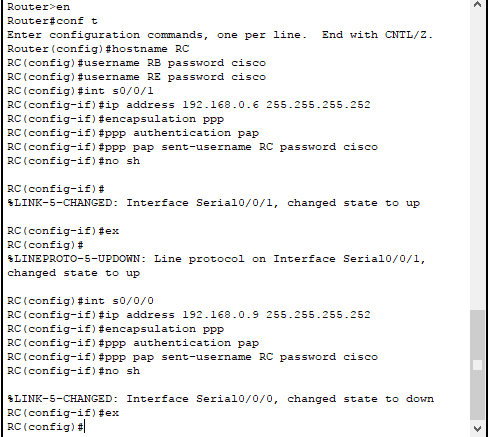 Router>en
Router#conf t
Enter configuration commands, one per line.  End with CNTL/Z.
Router(config)#hostname RC
RC(config)#username RB password cisco
RC(config)#username RE password cisco
RC(config)#int s0/0/1
RC(config-if)#ip address 192.168.0.6 255.255.255.252
RC(config-if)#encapsulation ppp
RC(config-if)#ppp authentication pap
RC(config-if)#ppp pap sent-username RC password cisco
RC(config-if)#no sh
RC(config-if)#
%LINK-5-CHANGED: Interface Serial0/0/1, changed state to up
RC(config-if)#ex
RC(config)#
%LINEPROTO-5-UPDOWN: Line protocol on Interface Serial0/0/1,
changed state to up
RC(config)#int s0/0/0
RC(config-if)#ip address 192.168.0.9 255.255.255.252
RC(config-if)#encapsulation ppp
RC(config-if)#ppp authentication pap
RC(config-if)#ppp pap sent-username RC password cisco
RC(config-if)#no sh
%LINK-5-CHANGED: Interface Serial0/0/0, changed state to down
RC(config-if)#ex
RC(config)#